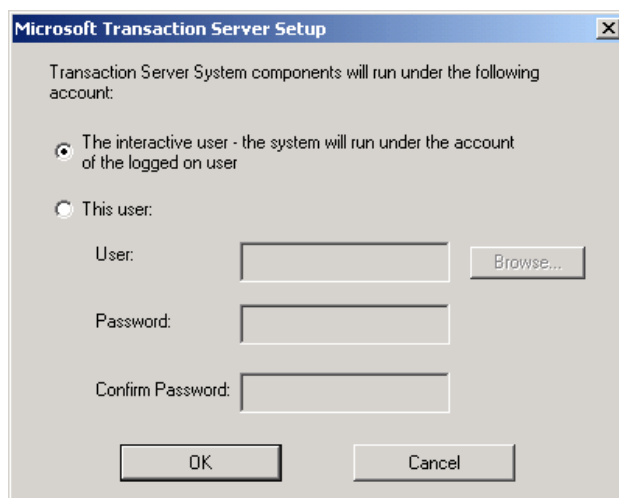 Microsoft Transaction Server Setup
Transaction Server System components will run under the following
account:
The interactive user - the system will run under the account
of the logged on user
This user:
User:
Browse...
Password:
Confirm Password:
OK
Cancel